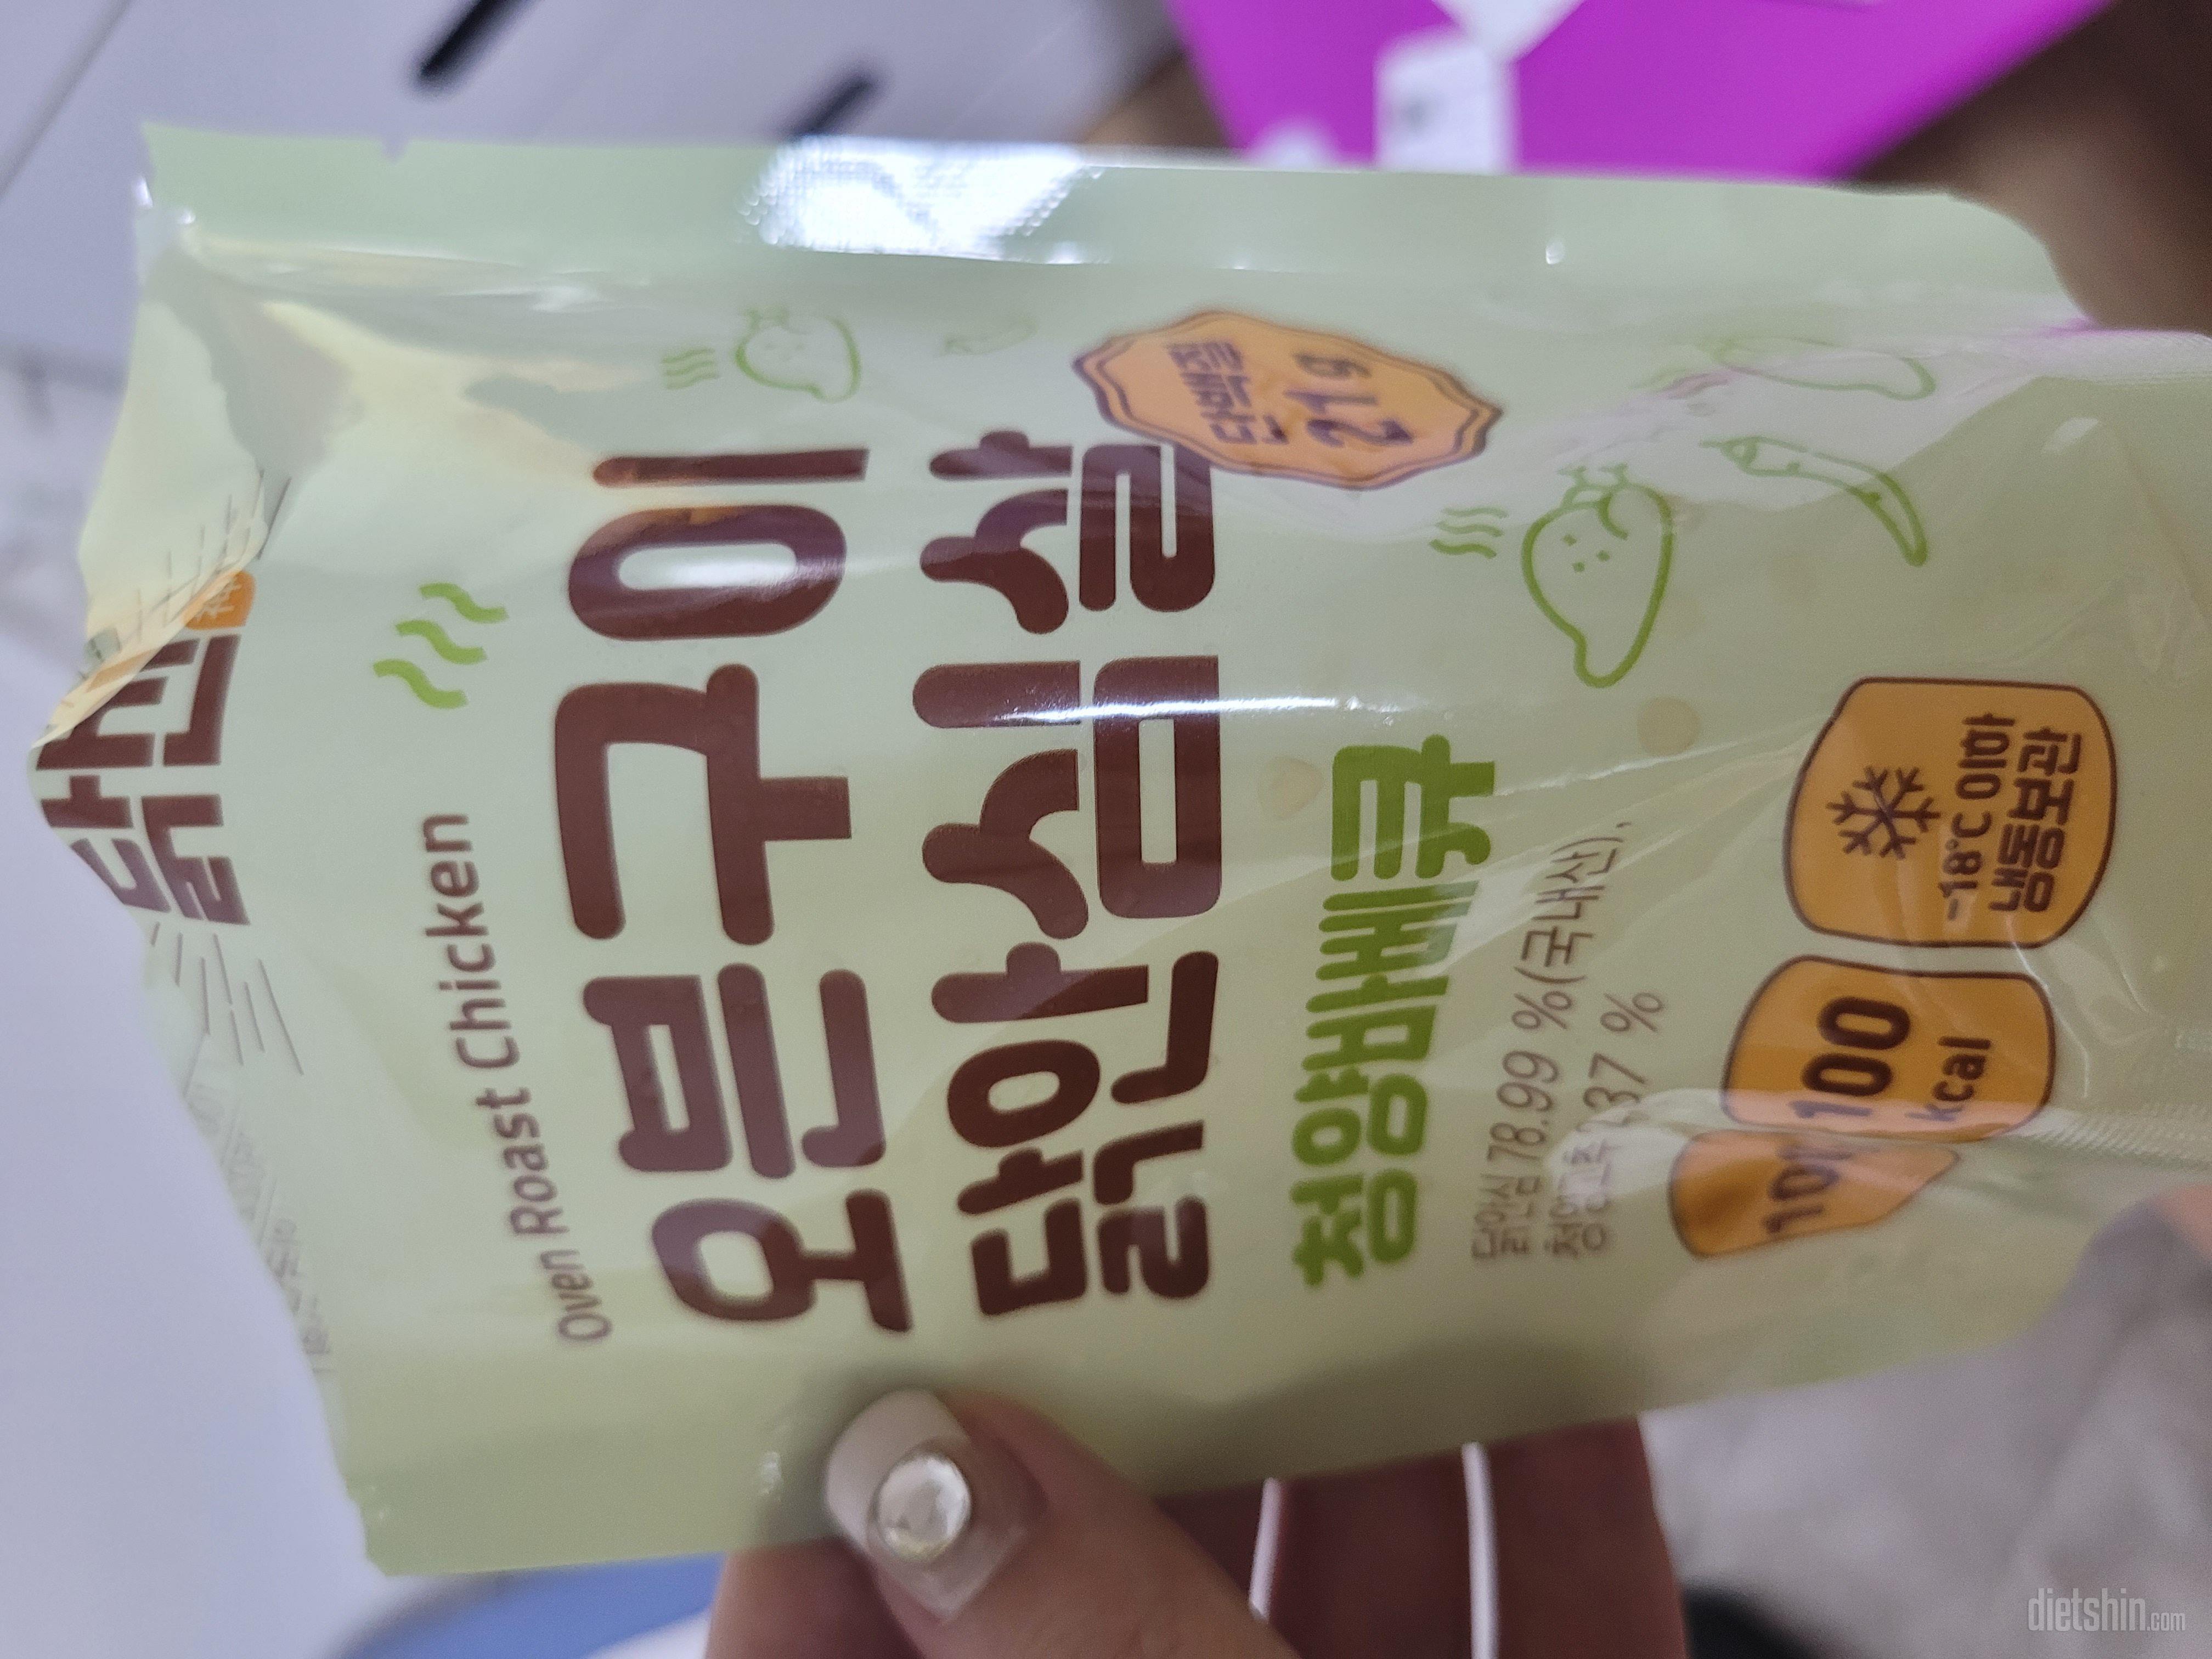 닭신
Oven Roast Chicken
오븐구이
닭안심살
단백질
21 g
청양바베큐
닭안심 78.99 %(국내산),
37 %
100
kcal
-18℃ 이하
냉동보관
dietshin.com